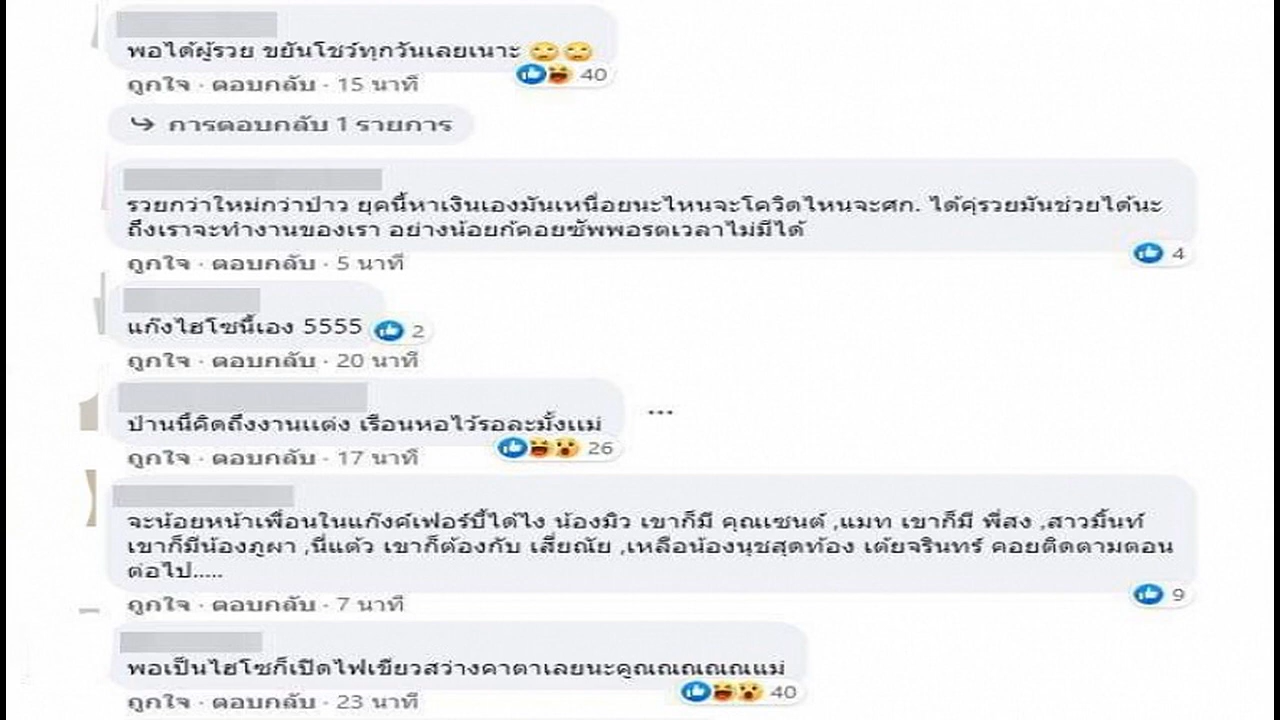 พอได้ผู้รวย ขยันโชว์ทุกวันเลยเนาะ 🙄🙄
40
ถูกใจ · ตอบกลับ · 15 นาที
การตอบกลับ 1 รายการ
รวยกว่าใหม่กว่าป่าว ยุคนี้หาเงินเองมันเหนื่อยนะไหนจะโควิดไหนจะศก. ได้คู่รวยมันช่วยได้นะ
ถึงเราจะทำงานของเรา อย่างน้อยก้คอยซัพพอรตเวลาไม่มีได้
4
ถูกใจ · ตอบกลับ · 5 นาที
แก๊งไฮโซนี้เอง 5555
2
ถูกใจ · ตอบกลับ · 20 นาที
ป่านนี้คิดถึงงานแต่ง เรือนหอไว้รอละมั้งแม่
26
ถูกใจ · ตอบกลับ · 17 นาที
จะน้อยหน้าเพื่อนในแก๊งค์เฟอร์บี้ได้ไง น้องมิว เขาก็มี คุณเซนต์ ,แมท เขาก็มี พี่สง ,สาวมิ้นท์
เขาก็มีน้องภูผา ,นี่แต้ว เขาก็ต้องกับ เสี่ยณัย ,เหลือน้องนุชสุดท้อง เต้ยจรินทร์ คอยติดตามตอน
ต่อไป.....
9
ถูกใจ · ตอบกลับ · 7 นาที
พอเป็นไฮโซก็เปิดไฟเขียวสว่างคาตาเลยนะคุณณณณณแม่
40
ถูกใจ · ตอบกลับ · 23 นาที